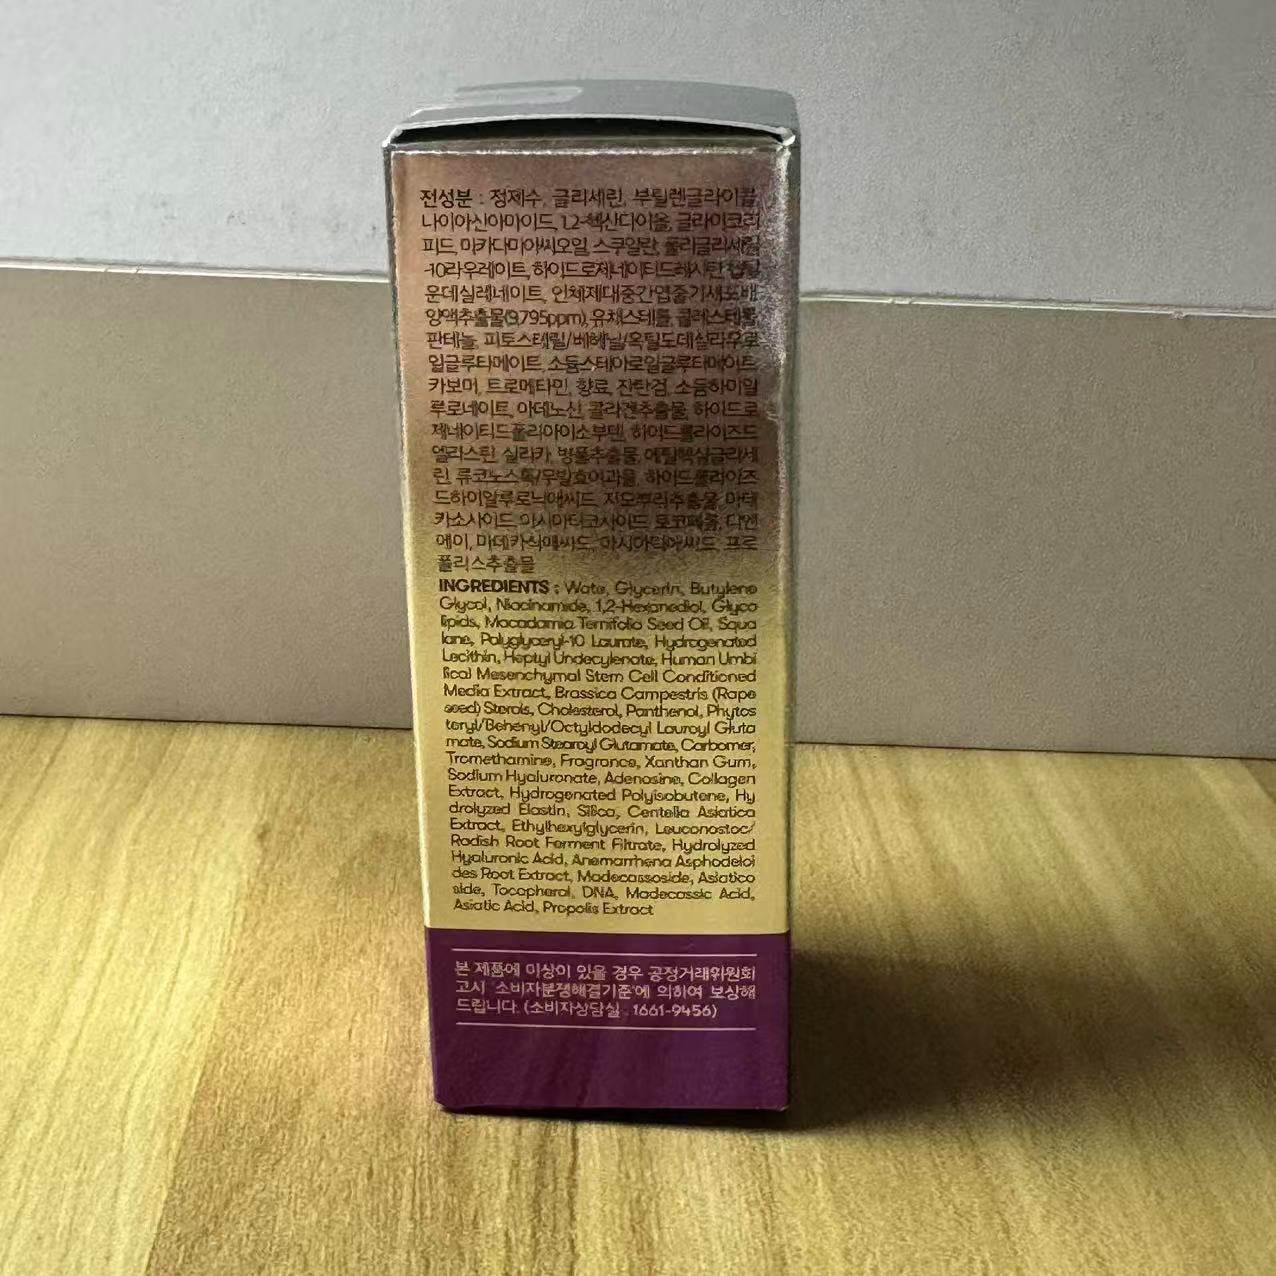 전성분 : 정제수, 글리세린, 부틸렌글라이콜,
나이아신아마이드, 1,2-헥산다이올, 글라이코리
피드, 마카다미아씨오일, 스쿠알란, 폴리글리세릴
-10라우레이트, 하이드로제네이티드레시틴, 헵틸
운데실레네이트, 인체제대중간엽줄기세포배
양액추출물(9,795ppm), 유채스테롤, 콜레스테롤,
판테놀, 피토스테릴/베헤닐/옥틸도데실라우로
일글루타메이트, 소듐스테아로일글루타메이트,
카보머, 트로메타민, 향료, 잔탄검, 소듐하이알
루로네이트, 아데노신, 콜라겐추출물, 하이드로
제네이티드폴리아이소부텐, 하이드롤라이즈드
엘라스틴, 실리카, 병풀추출물, 에틸헥실글리세
린, 류코노스톡/무발효여과물, 하이드롤라이즈
드하이알루로닉애씨드, 지모뿌리추출물, 마데
카소사이드, 아시아티코사이드, 토코페롤, 디엔
에이, 마데카식애씨드, 아시아틱애씨드, 프로
폴리스추출물
INGREDIENTS : Water, Glycerin, Butylene
Glycol, Niacinamide, 1,2-Hexanediol, Glyco
lipids, Macadamia Ternifolia Seed Oil, Squa
lane, Polyglyceryl-10 Laurate, Hydrogenated
Lecithin, Heptyl Undecylenate, Human Umbi
lical Mesenchymal Stem Cell Conditioned
Media Extract, Brassica Campestris (Rape
seed) Sterols, Cholesterol, Panthenol, Phytos
teryl/Behenyl/Octyldodecyl Lauroyl Gluta
mate, Sodium Stearoyl Glutamate, Carbomer,
Tromethamine, Fragrance, Xanthan Gum,
Sodium Hyaluronate, Adenosine, Collagen
Extract, Hydrogenated Polyisobutene, Hy
drolyzed Elastin, Silica, Centella Asiatica
Extract, Ethylhexylglycerin, Leuconostoc/
Radish Root Ferment Filtrate, Hydrolyzed
Hyaluronic Acid, Anemarrhena Asphodeloi
des Root Extract, Madecassoside, Asiatico
side, Tocopherol, DNA, Madecassic Acid,
Asiatic Acid, Propolis Extract
본 제품에 이상이 있을 경우 공정거래위원회
고시 '소비자분쟁해결기준'에 의하여 보상해
드립니다. (소비자상담실 : 1661-9456)